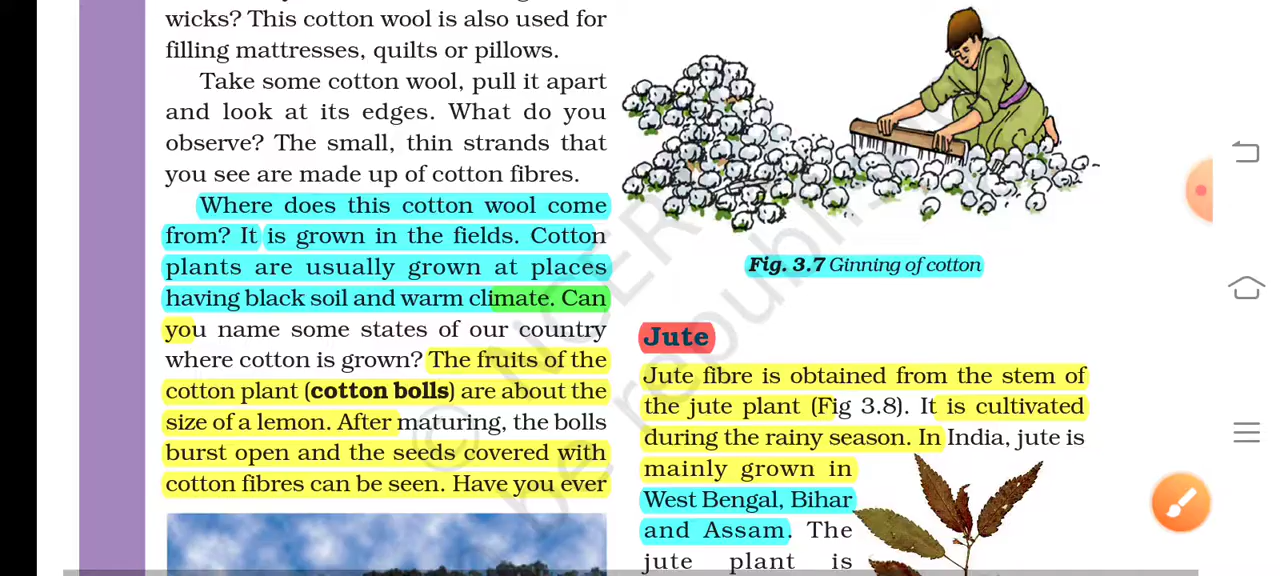 wicks? This cotton wool is also used for
filling mattresses, quilts or pillows.
Take some cotton wool, pull it apart
and look at its edges. What do you
observe? The small, thin strands that
you see are made up of cotton fibres.
Where does this cotton wool come
from? It is grown in the fields. Cotton
plants are usually grown at places
having black soil and warm climate. Can
you name some states of our country
where cotton is grown? The fruits of the
cotton plant (cotton bolls) are about the
size of a lemon. After maturing, the bolls
burst open and the seeds covered with
cotton fibres can be seen. Have you ever
Fig. 3.7 Ginning of cotton
Jute
Jute fibre is obtained from the stem of
the jute plant (Fig 3.8). It is cultivated
during the rainy season. In India, jute is
mainly grown in
West Bengal, Bihar
and Assam. The
jute plant is
© NCER
be republi